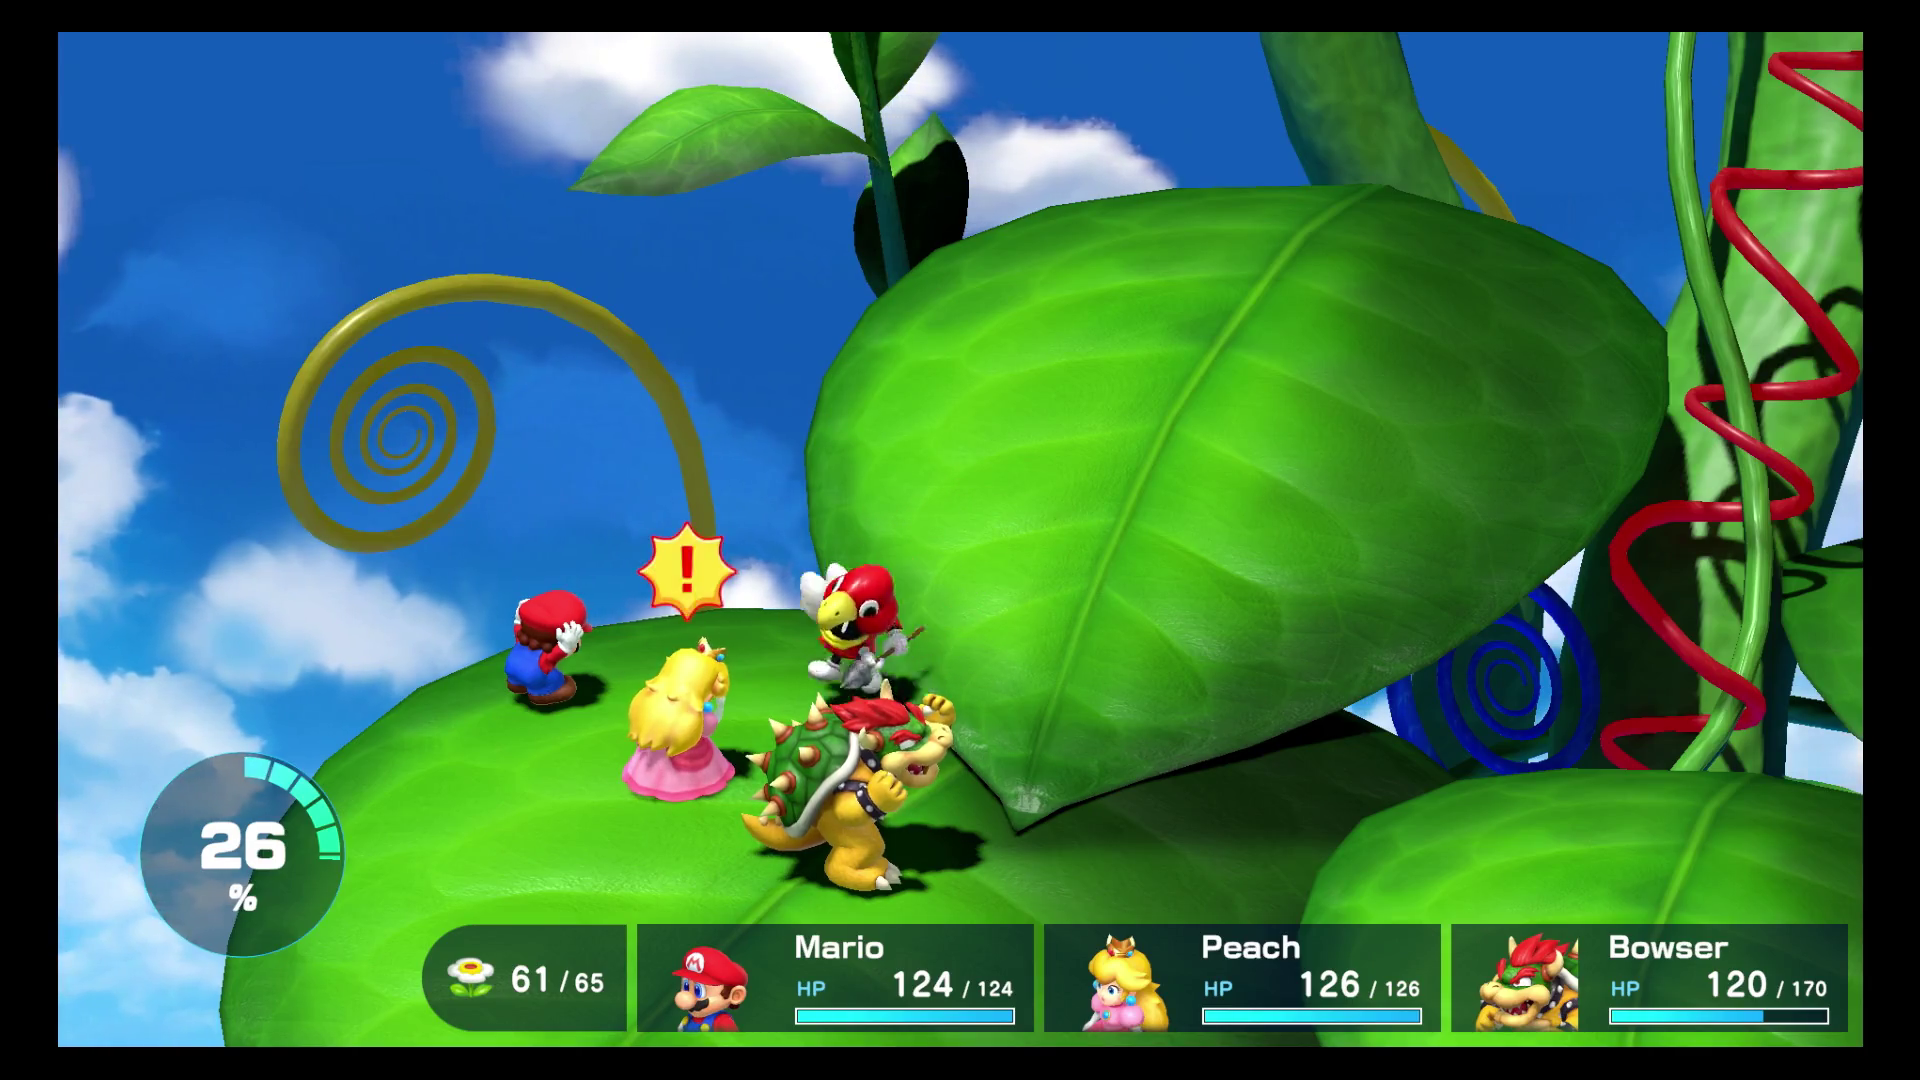 !
26
%
61 / 65
Mario
HP 124 / 124
Peach
HP 126 / 126
Bowser
HP 120 / 170